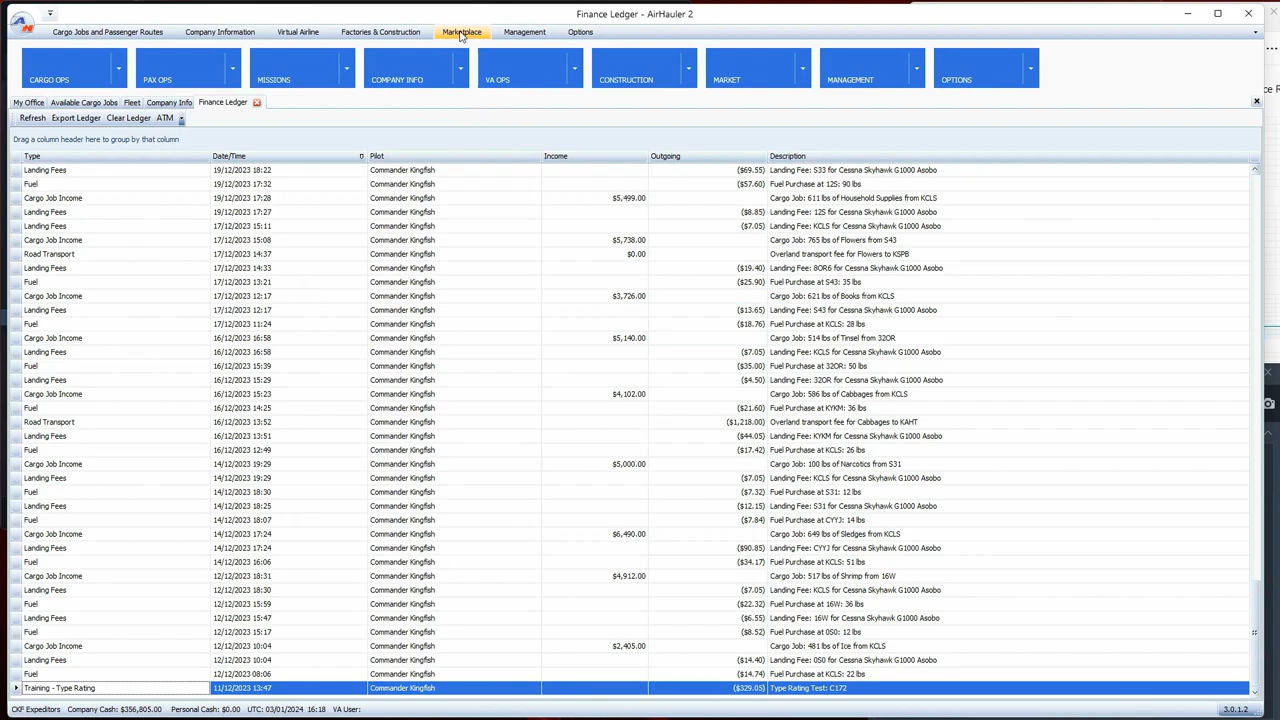 Finance Ledger - AirHauler 2
Cargo Jobs and Passenger Routes Company Information Virtual Airline Factories & Construction Marketplace Management Options
CARGO OPS PAX OPS MISSIONS COMPANY INFO VA OPS CONSTRUCTION MARKET MANAGEMENT OPTIONS
My Office Available Cargo Jobs Fleet Company Info Finance Ledger
Refresh Export Ledger Clear Ledger ATM
Drag a column header here to group by that column
Type Date/Time Pilot Income Outgoing Description
Landing Fees 19/12/2023 18:22 Commander Kingfish ($69.55) Landing Fee: S33 for Cessna Skyhawk G1000 Asobo
Fuel 19/12/2023 17:32 Commander Kingfish ($57.60) Fuel Purchase at 12S: 90 lbs
Cargo Job Income 19/12/2023 17:28 Commander Kingfish $5,499.00 Cargo Job: 611 lbs of Household Supplies from KCLS
Landing Fees 19/12/2023 17:27 Commander Kingfish ($8.85) Landing Fee: 12S for Cessna Skyhawk G1000 Asobo
Landing Fees 17/12/2023 15:11 Commander Kingfish ($7.05) Landing Fee: KCLS for Cessna Skyhawk G1000 Asobo
Cargo Job Income 17/12/2023 15:08 Commander Kingfish $5,738.00 Cargo Job: 765 lbs of Flowers from S43
Road Transport 17/12/2023 14:37 Commander Kingfish $0.00 Overland transport fee for Flowers to KSPB
Landing Fees 17/12/2023 14:33 Commander Kingfish ($19.40) Landing Fee: 8OR6 for Cessna Skyhawk G1000 Asobo
Fuel 17/12/2023 13:21 Commander Kingfish ($25.90) Fuel Purchase at S43: 35 lbs
Cargo Job Income 17/12/2023 12:17 Commander Kingfish $3,726.00 Cargo Job: 621 lbs of Books from KCLS
Landing Fees 17/12/2023 12:17 Commander Kingfish ($13.65) Landing Fee: S43 for Cessna Skyhawk G1000 Asobo
Fuel 17/12/2023 11:24 Commander Kingfish ($18.76) Fuel Purchase at KCLS: 28 lbs
Cargo Job Income 16/12/2023 16:58 Commander Kingfish $5,140.00 Cargo Job: 514 lbs of Tinsel from 32OR
Landing Fees 16/12/2023 16:58 Commander Kingfish ($7.05) Landing Fee: KCLS for Cessna Skyhawk G1000 Asobo
Fuel 16/12/2023 15:39 Commander Kingfish ($35.00) Fuel Purchase at 32OR: 50 lbs
Landing Fees 16/12/2023 15:29 Commander Kingfish ($4.50) Landing Fee: 32OR for Cessna Skyhawk G1000 Asobo
Cargo Job Income 16/12/2023 15:23 Commander Kingfish $4,102.00 Cargo Job: 586 lbs of Cabbages from KCLS
Fuel 16/12/2023 14:25 Commander Kingfish ($21.60) Fuel Purchase at KYKM: 36 lbs
Road Transport 16/12/2023 13:52 Commander Kingfish ($1,218.00) Overland transport fee for Cabbages to KAHT
Landing Fees 16/12/2023 13:51 Commander Kingfish ($44.05) Landing Fee: KYKM for Cessna Skyhawk G1000 Asobo
Fuel 16/12/2023 12:49 Commander Kingfish ($17.42) Fuel Purchase at KCLS: 26 lbs
Cargo Job Income 14/12/2023 19:29 Commander Kingfish $5,000.00 Cargo Job: 100 lbs of Narcotics from S31
Landing Fees 14/12/2023 19:29 Commander Kingfish ($7.05) Landing Fee: KCLS for Cessna Skyhawk G1000 Asobo
Fuel 14/12/2023 18:30 Commander Kingfish ($7.32) Fuel Purchase at S31: 12 lbs
Landing Fees 14/12/2023 18:25 Commander Kingfish ($12.15) Landing Fee: S31 for Cessna Skyhawk G1000 Asobo
Fuel 14/12/2023 18:07 Commander Kingfish ($7.84) Fuel Purchase at CYYJ: 14 lbs
Cargo Job Income 14/12/2023 17:24 Commander Kingfish $6,490.00 Cargo Job: 649 lbs of Sledges from KCLS
Landing Fees 14/12/2023 17:24 Commander Kingfish ($90.85) Landing Fee: CYYJ for Cessna Skyhawk G1000 Asobo
Fuel 14/12/2023 16:06 Commander Kingfish ($34.17) Fuel Purchase at KCLS: 51 lbs
Cargo Job Income 12/12/2023 18:31 Commander Kingfish $4,912.00 Cargo Job: 517 lbs of Shrimp from 16W
Landing Fees 12/12/2023 18:30 Commander Kingfish ($7.05) Landing Fee: KCLS for Cessna Skyhawk G1000 Asobo
Fuel 12/12/2023 15:59 Commander Kingfish ($22.32) Fuel Purchase at 16W: 36 lbs
Landing Fees 12/12/2023 15:47 Commander Kingfish ($6.55) Landing Fee: 16W for Cessna Skyhawk G1000 Asobo
Fuel 12/12/2023 15:17 Commander Kingfish ($8.52) Fuel Purchase at 0S0: 12 lbs
Cargo Job Income 12/12/2023 10:04 Commander Kingfish $2,405.00 Cargo Job: 481 lbs of Ice from KCLS
Landing Fees 12/12/2023 10:04 Commander Kingfish ($14.40) Landing Fee: 0S0 for Cessna Skyhawk G1000 Asobo
Fuel 12/12/2023 08:06 Commander Kingfish ($14.74) Fuel Purchase at KCLS: 22 lbs
Training - Type Rating 11/12/2023 13:47 Commander Kingfish ($329.05) Type Rating Test: C172
CKF Expeditors Company Cash: $356,805.00 Personal Cash: $0.00 UTC: 03/01/2024 16:18 VA User: 3.0.1.2